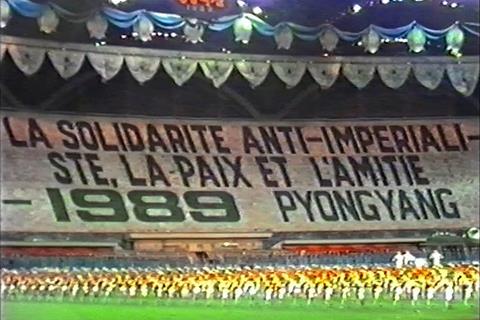 LA SOLIDARITE ANTI-IMPERIALI-
STE, LA PAIX ET L'AMITIE
-1989 PYONGYANG